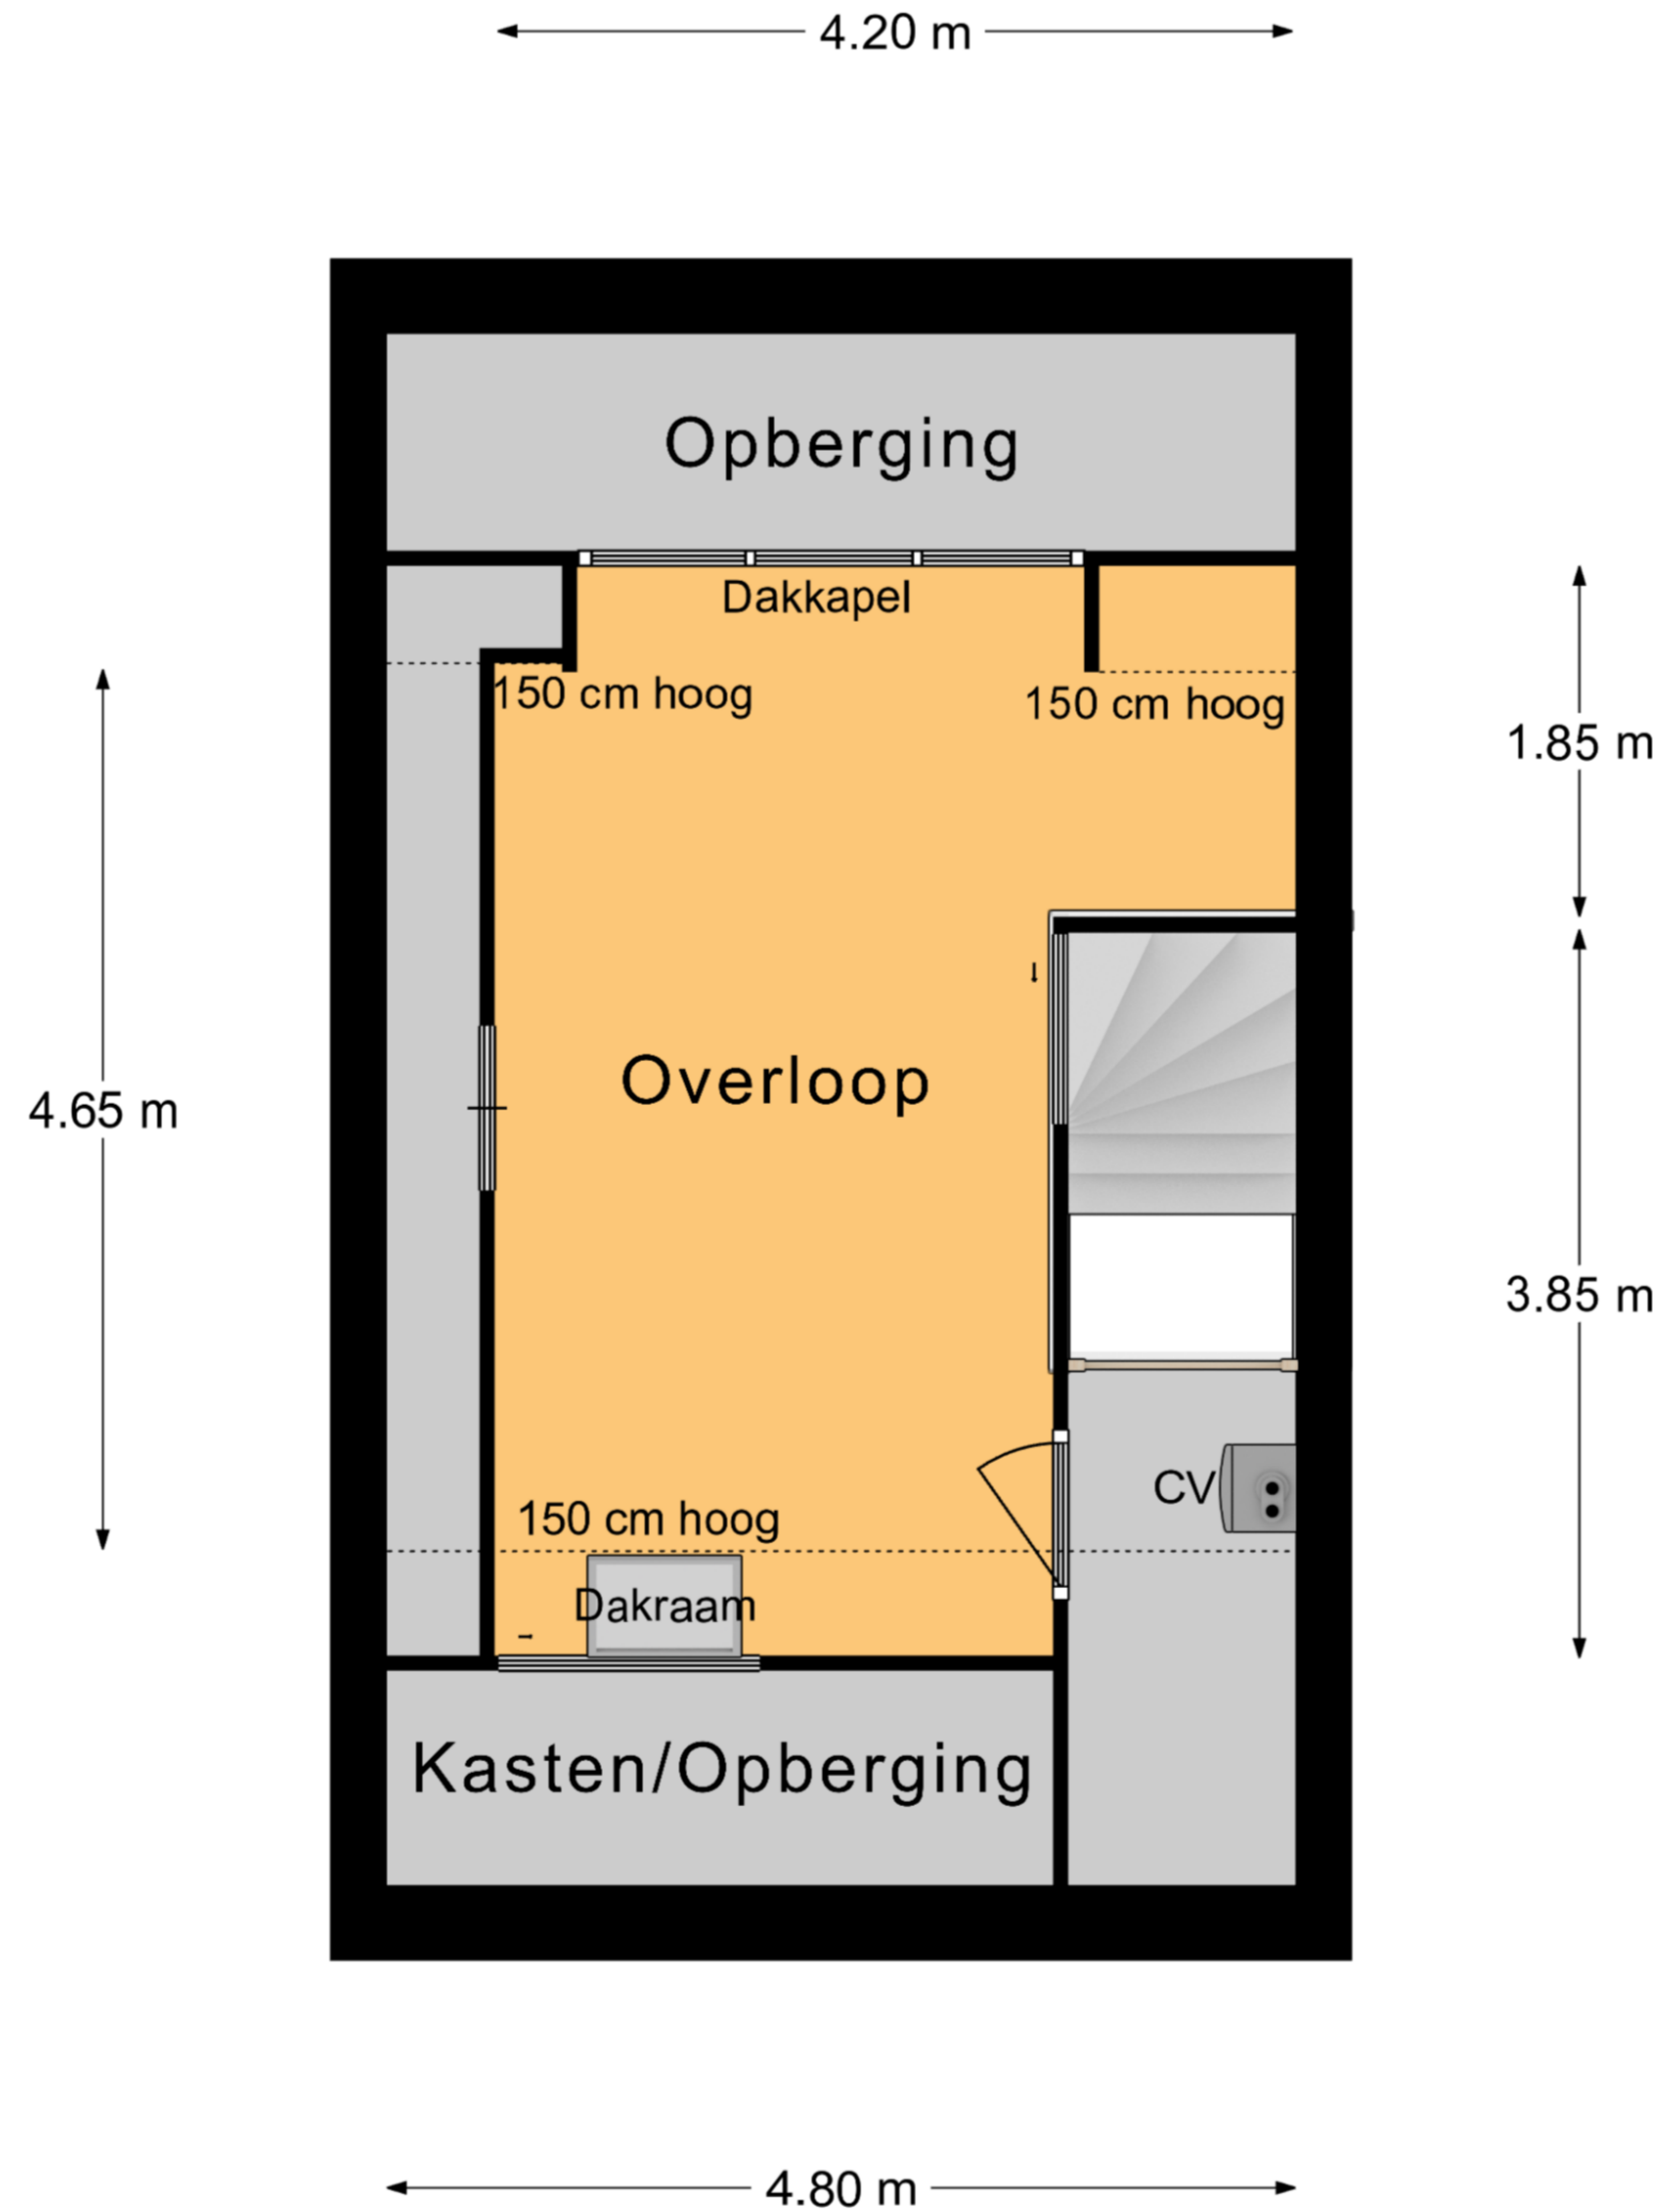 4.20 m
Opberging
Dakkapel
150 cm hoog
150 cm hoog
1.85 m
Overloop
4.65 m
3.85 m
CV
150 cm hoog
Dakraam
Kasten/Opberging
4.80 m